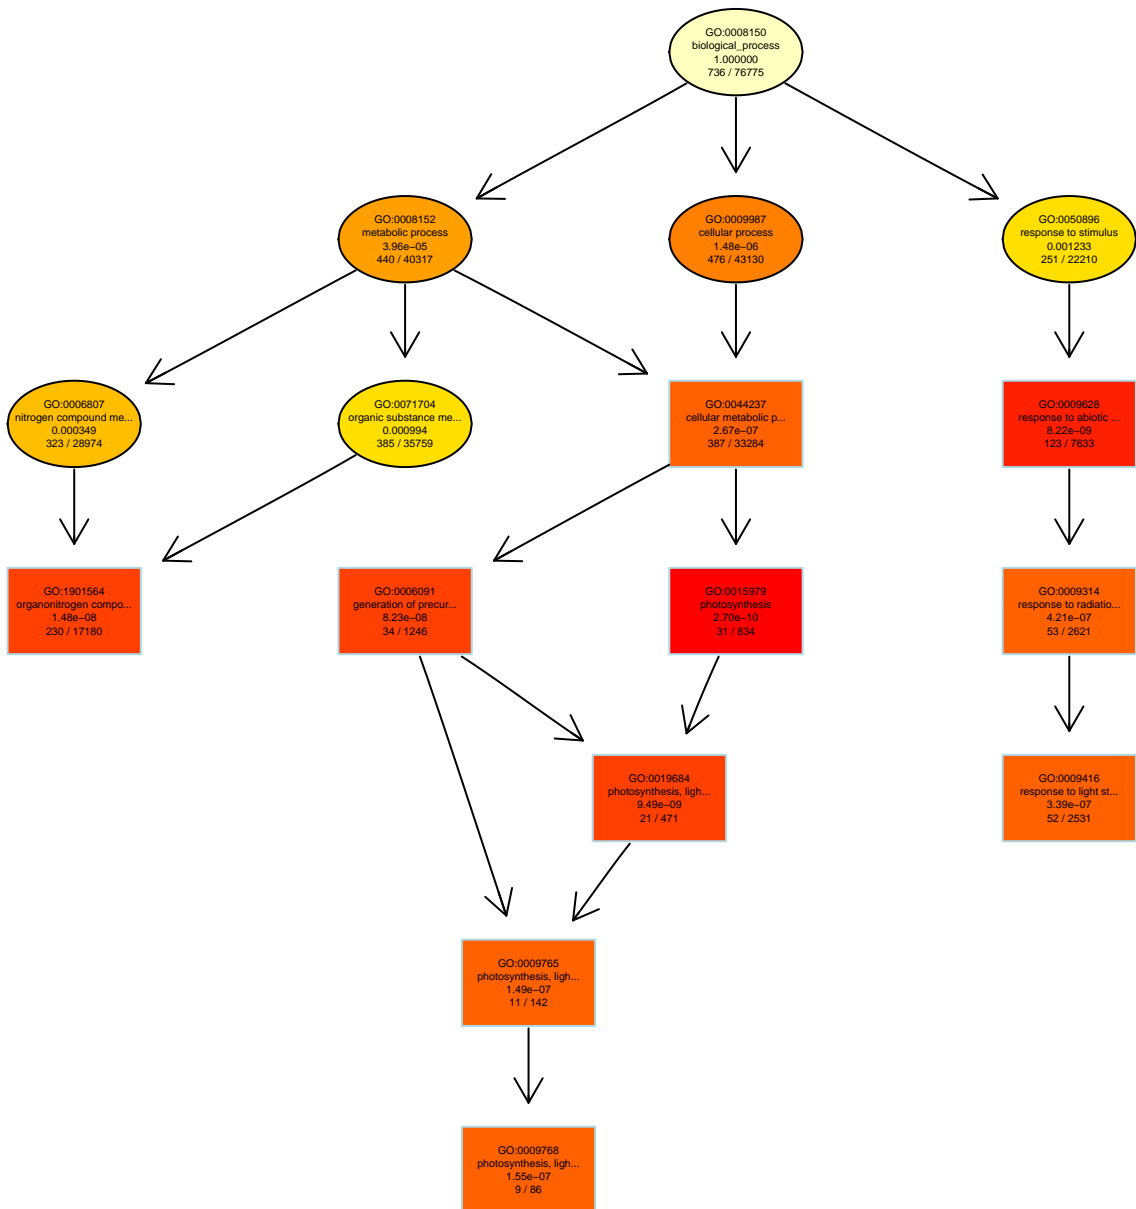 GO:0008150
biological_process
1.000000
736 / 76775
GO:0008152
metabolic process
3.96e−05
440 / 40317
GO:0009987
cellular process
1.48e−06
476 / 43130
GO:0050896
response to stimulus
0.001233
251 / 22210
GO:0006807
nitrogen compound me...
0.000349
323 / 28974
GO:0071704
organic substance me...
0.000994
385 / 35759
GO:0044237
cellular metabolic p...
2.67e−07
387 / 33284
GO:0009628
response to abiotic ...
8.22e−09
123 / 7633
GO:1901564
organonitrogen compo...
1.48e−08
230 / 17180
GO:0006091
generation of precur...
8.23e−08
34 / 1246
GO:0015979
photosynthesis
2.70e−10
31 / 834
GO:0009314
response to radiatio...
4.21e−07
53 / 2621
GO:0019684
photosynthesis, ligh...
9.49e−09
21 / 471
GO:0009416
response to light st...
3.39e−07
52 / 2531
GO:0009765
photosynthesis, ligh...
1.49e−07
11 / 142
GO:0009768
photosynthesis, ligh...
1.55e−07
9 / 86